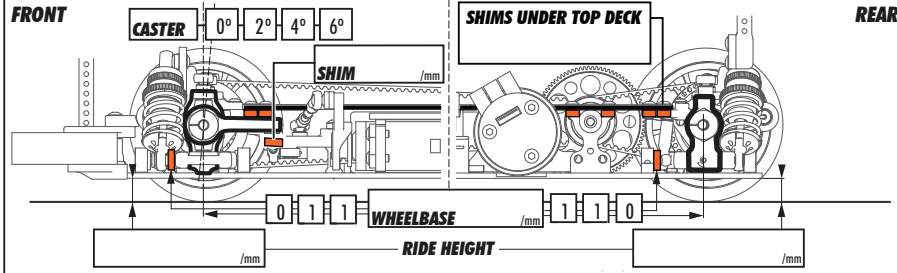 FRONT
CASTER 0° 2° 4° 6°
SHIMS UNDER TOP DECK
REAR
SHIM /mm
0 1 1 WHEELBASE /mm 1 1 0
/mm RIDE HEIGHT /mm